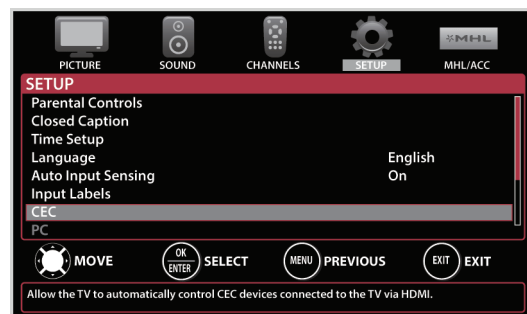 MHL
PICTURE SOUND CHANNELS SETUP MHL/ACC
SETUP
Parental Controls
Closed Caption
Time Setup
Language English
Auto Input Sensing On
Input Labels
CEC
PC
MOVE OK ENTER SELECT MENU PREVIOUS EXIT EXIT
Allow the TV to automatically control CEC devices connected to the TV via HDMI.